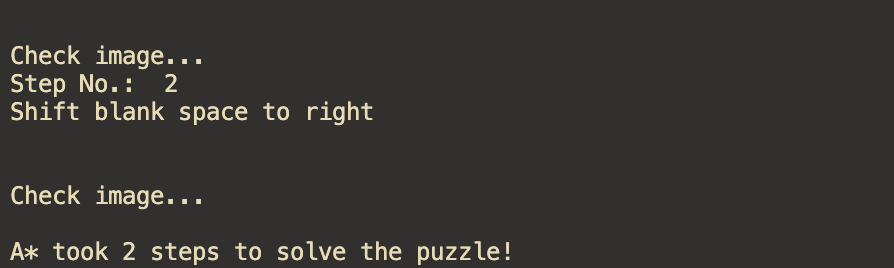 Check image...
Step No.:  2
Shift blank space to right
Check image...
A* took 2 steps to solve the puzzle!